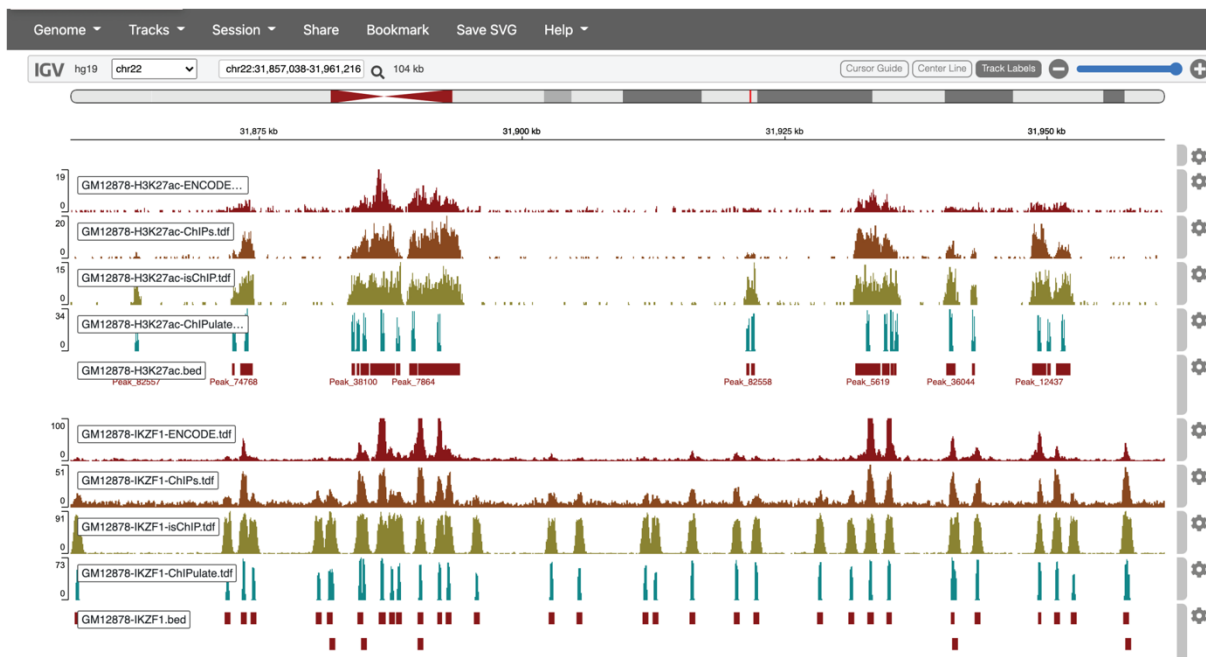 Genome Tracks Session Share Bookmark Save SVG Help
IGV hg19 chr22 chr22:31,857,038-31,961,216 104 kb Cursor Guide Center Line Track Labels
31,875 kb 31,900 kb 31,925 kb 31,950 kb
19
GM12878-H3K27ac-ENCODE...
0
20
GM12878-H3K27ac-ChIPs.tdf
0
15
GM12878-H3K27ac-isChIP.tdf
0
34
GM12878-H3K27ac-ChIPulate...
0
GM12878-H3K27ac.bed
Peak_82557 Peak_74768 Peak_38100 Peak_7864 Peak_82558 Peak_5619 Peak_36044 Peak_12437
100
GM12878-IKZF1-ENCODE.tdf
0
51
GM12878-IKZF1-ChIPs.tdf
0
91
GM12878-IKZF1-isChIP.tdf
0
73
GM12878-IKZF1-ChIPulate.tdf
0
GM12878-IKZF1.bed